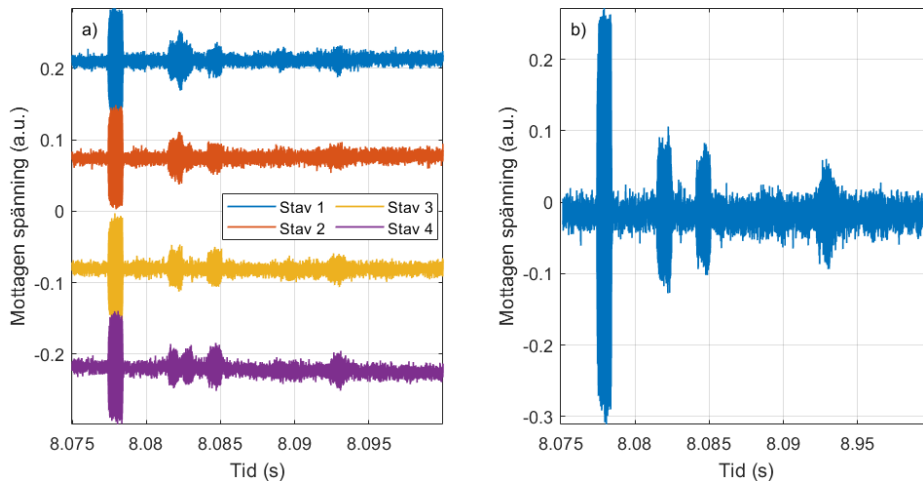 a)
0.2
0.1
0
-0.1
-0.2
Mottagen spänning (a.u.)
Stav 1
Stav 3
Stav 2
Stav 4
8.075
8.08
8.085
8.09
8.095
Tid (s)
b)
0.2
0.1
0
-0.1
-0.2
-0.3
Mottagen spänning (a.u.)
8.075
8.08
8.085
8.09
8.95
Tid (s)